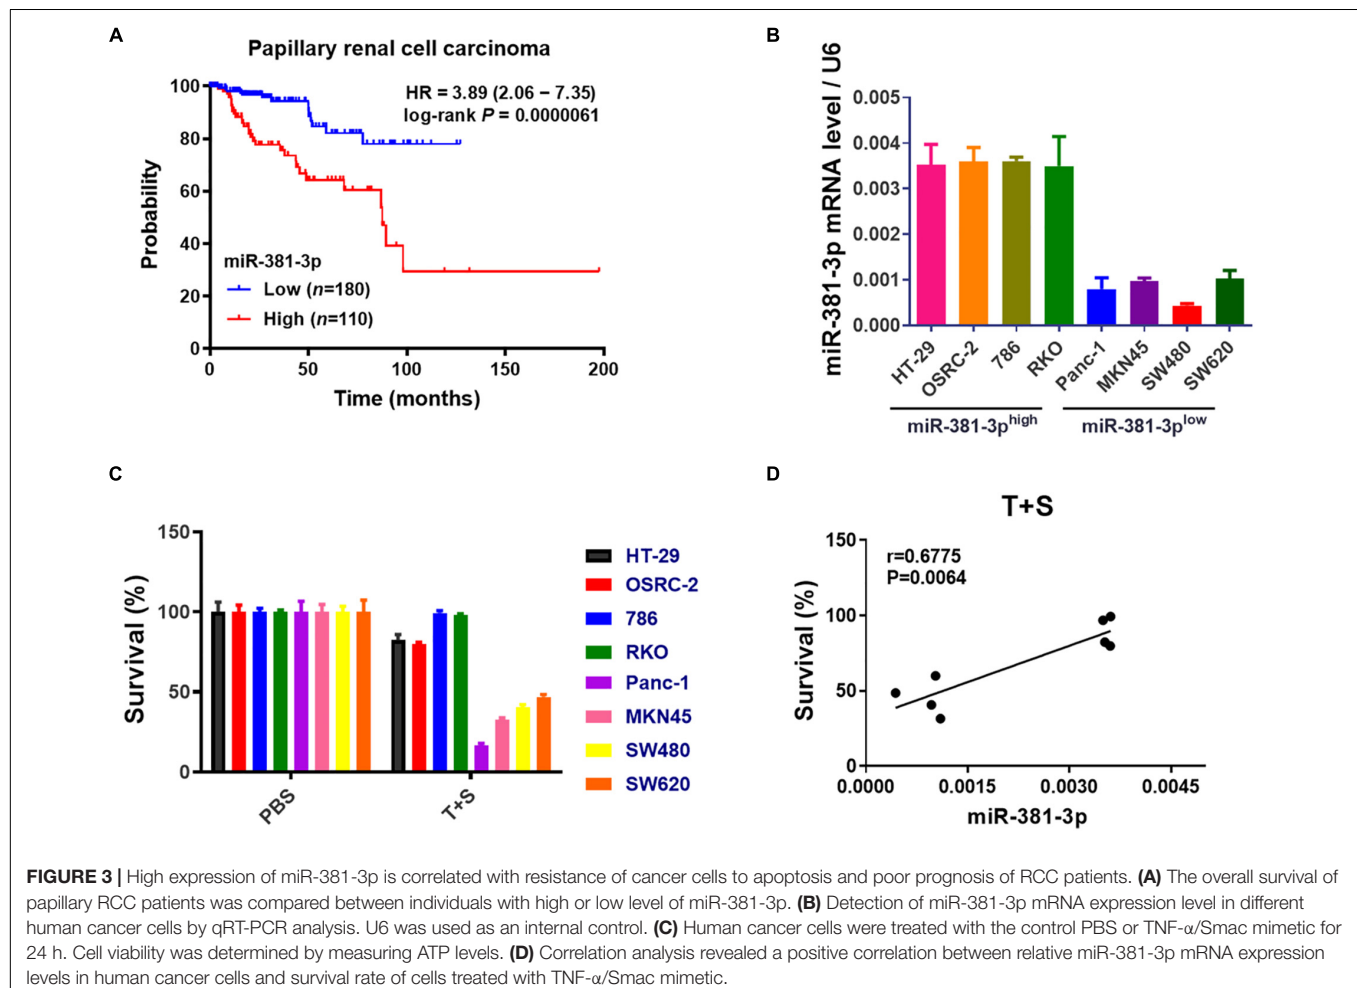 A
Papillary renal cell carcinoma
HR = 3.89 (2.06 – 7.35)
log-rank P = 0.0000061
Probability
100
80
60
40
20
0
miR-381-3p
Low (n=180)
High (n=110)
0 50 100 150 200
Time (months)
B
miR-381-3p mRNA level / U6
0.005
0.004
0.003
0.002
0.001
0.000
HT-29 OSRC-2 786 RKO Panc-1 MKN45 SW480 SW620
miR-381-3phigh miR-381-3plow
C
Survival (%)
150
100
50
0
PBS T+S
HT-29
OSRC-2
786
RKO
Panc-1
MKN45
SW480
SW620
D
T+S
r=0.6775
P=0.0064
Survival (%)
150
100
50
0
0.0000 0.0015 0.0030 0.0045
miR-381-3p
FIGURE 3 | High expression of miR-381-3p is correlated with resistance of cancer cells to apoptosis and poor prognosis of RCC patients. (A) The overall survival of
papillary RCC patients was compared between individuals with high or low level of miR-381-3p. (B) Detection of miR-381-3p mRNA expression level in different
human cancer cells by qRT-PCR analysis. U6 was used as an internal control. (C) Human cancer cells were treated with the control PBS or TNF-α/Smac mimetic for
24 h. Cell viability was determined by measuring ATP levels. (D) Correlation analysis revealed a positive correlation between relative miR-381-3p mRNA expression
levels in human cancer cells and survival rate of cells treated with TNF-α/Smac mimetic.